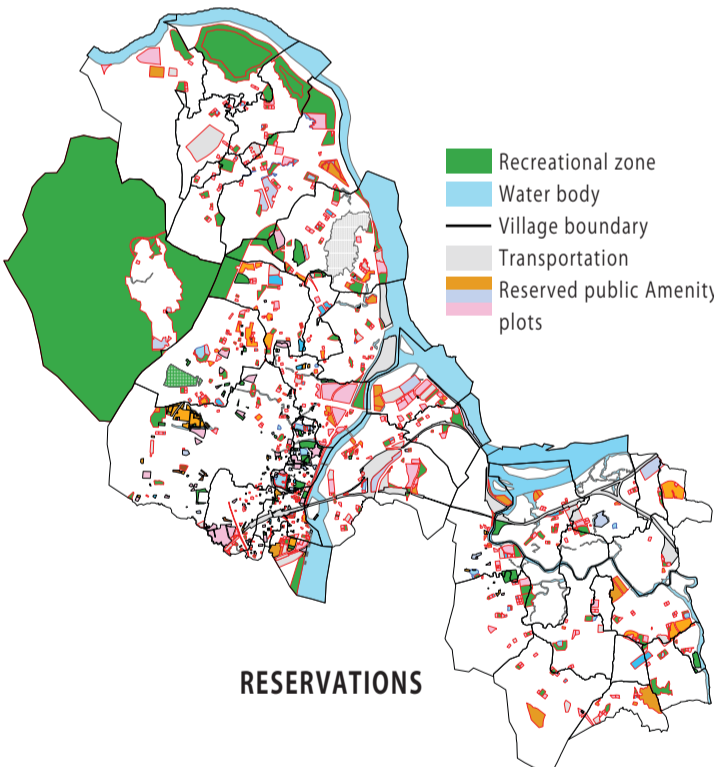 Recreational zone
Water body
Village boundary
Transportation
Reserved public Amenity
plots
RESERVATIONS